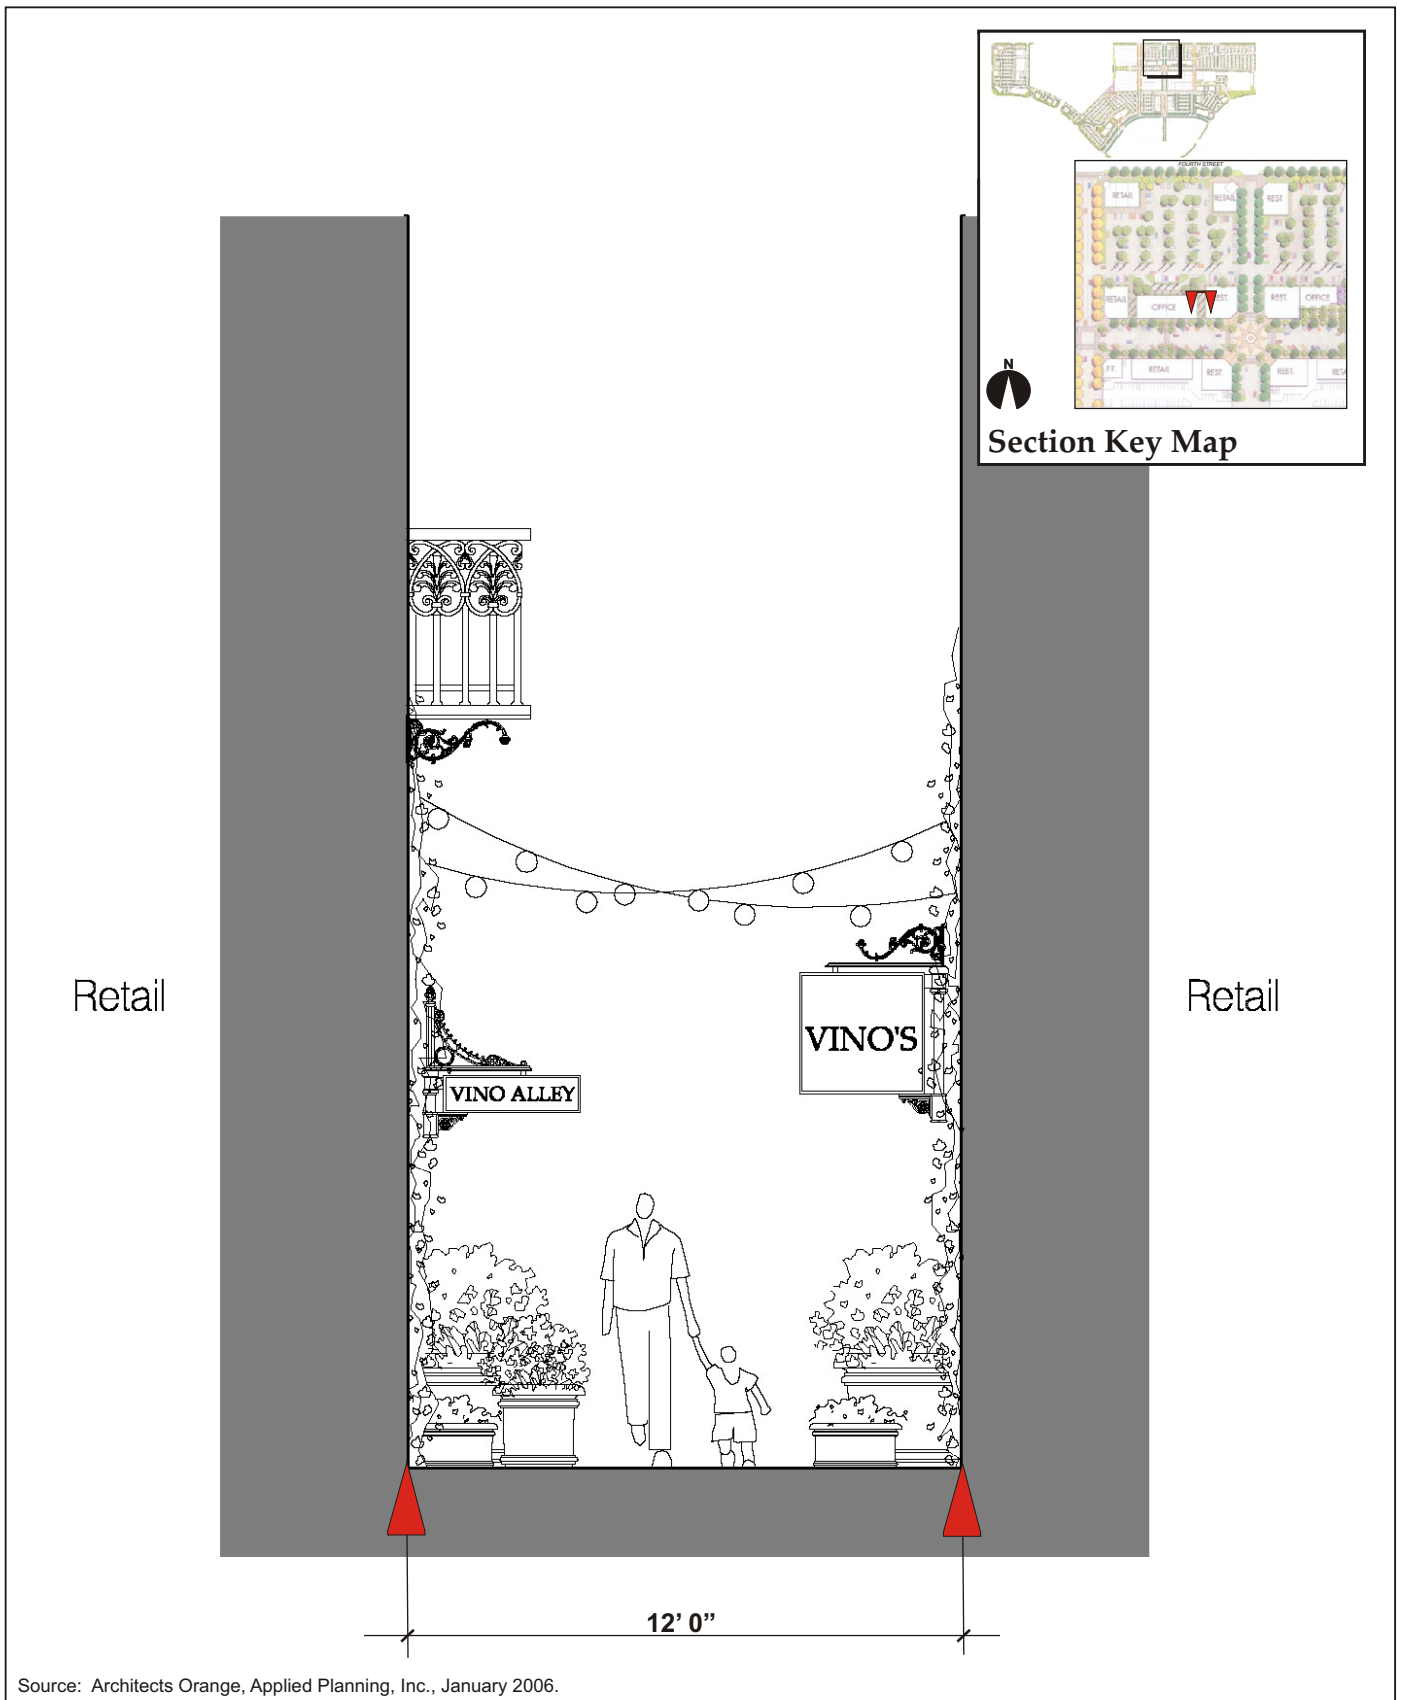 FOURTH STREET
RETAIL
RETAIL
REST.
RETAIL
OFFICE
EST.
REST.
OFFICE
RETAIL
REST.
REST.
N
Section Key Map
Retail
Retail
VINO'S
VINO ALLEY
12' 0”
Source: Architects Orange, Applied Planning, Inc., January 2006.